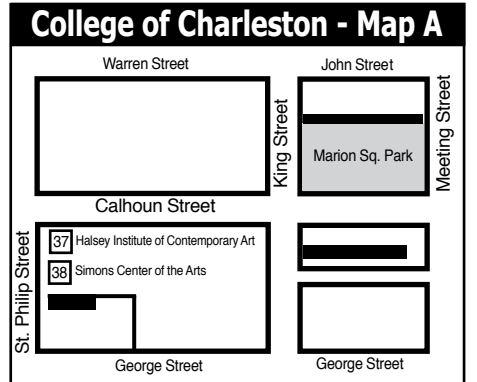 College of Charleston - Map A
Warren Street
John Street
King Street
Meeting Street
Marion Sq. Park
Calhoun Street
St. Philip Street
37 Halsey Institute of Contemporary Art
38 Simons Center of the Arts
George Street
George Street